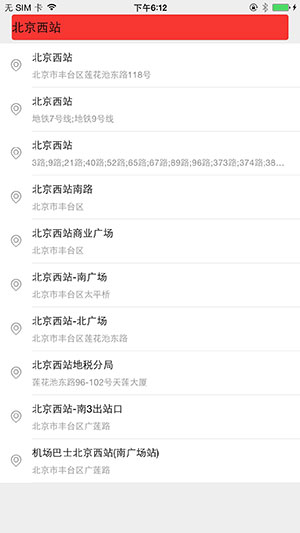 无 SIM 卡 下午6:12
北京西站
北京西站
北京市丰台区莲花池东路118号
北京西站
地铁7号线;地铁9号线
北京西站
3路;9路;21路;40路;52路;65路;67路;89路;96路;373路;374路;38...
北京西站南路
北京市丰台区
北京西站商业广场
北京市丰台区
北京西站-南广场
北京市丰台区太平桥
北京西站-北广场
北京市丰台区莲花池东路
北京西站地税分局
莲花池东路96-102号天莲大厦
北京西站-南3出站口
北京市丰台区广莲路
机场巴士北京西站(南广场站)
北京市丰台区广莲路